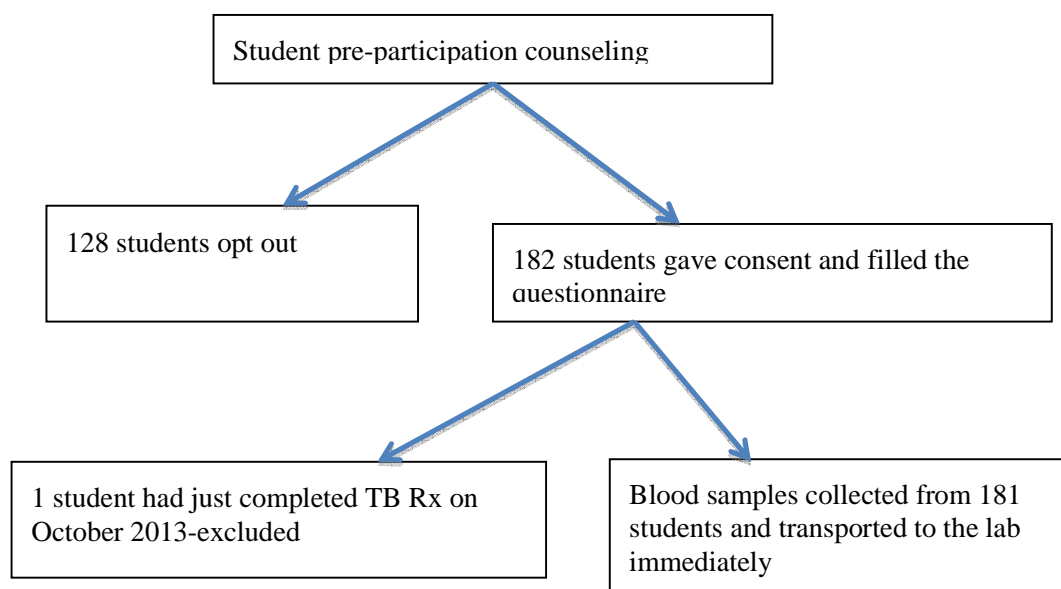 Student pre-participation counseling
128 students opt out
182 students gave consent and filled the
questionnaire
1 student had just completed TB Rx on
October 2013-excluded
Blood samples collected from 181
students and transported to the lab
immediately